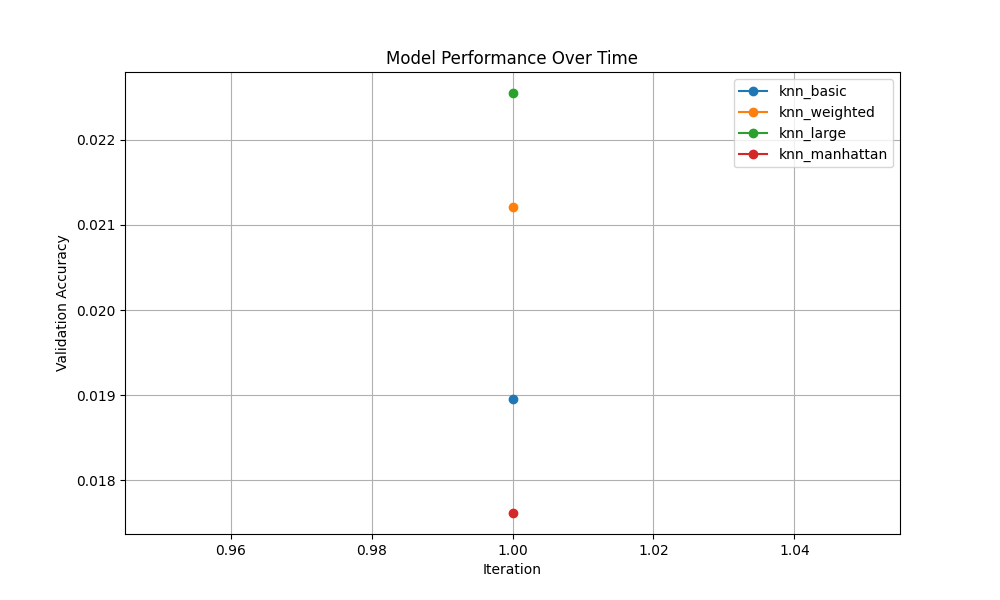 Model Performance Over Time
knn_basic
knn_weighted
knn_large
knn_manhattan
Validation Accuracy
0.022
0.021
0.020
0.019
0.018
0.96 0.98 1.00 1.02 1.04
Iteration